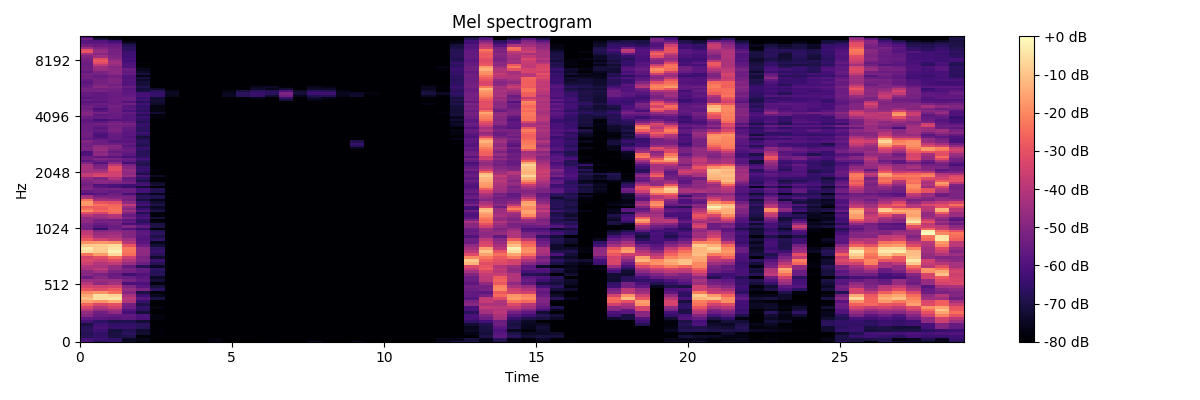 Mel spectrogram
8192
4096
2048
1024
512
0
Hz
0 5 10 15 20 25
Time
+0 dB
-10 dB
-20 dB
-30 dB
-40 dB
-50 dB
-60 dB
-70 dB
-80 dB